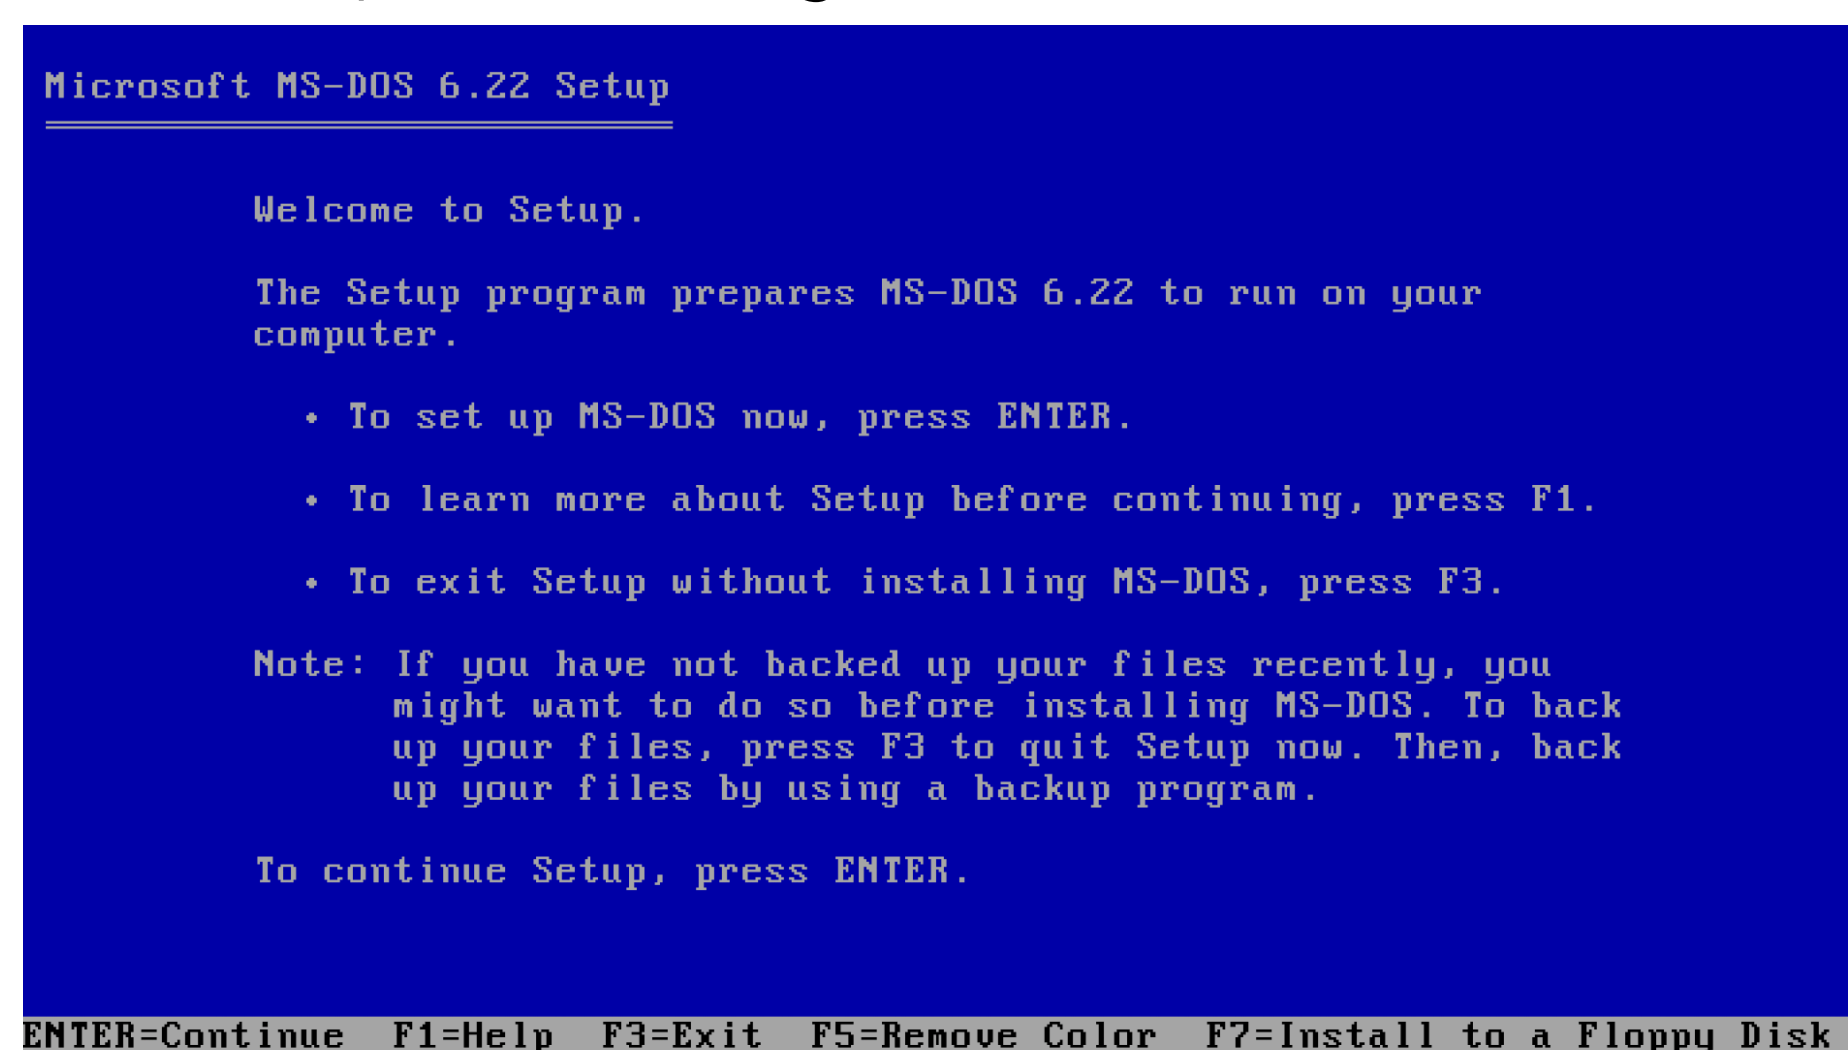 Microsoft MS-DOS 6.22 Setup
Welcome to Setup.
The Setup program prepares MS-DOS 6.22 to run on your
computer.
• To set up MS-DOS now, press ENTER.
• To learn more about Setup before continuing, press F1.
• To exit Setup without installing MS-DOS, press F3.
Note: If you have not backed up your files recently, you
might want to do so before installing MS-DOS. To back
up your files, press F3 to quit Setup now. Then, back
up your files by using a backup program.
To continue Setup, press ENTER.
ENTER=Continue F1=Help F3=Exit F5=Remove Color F7=Install to a Floppy Disk